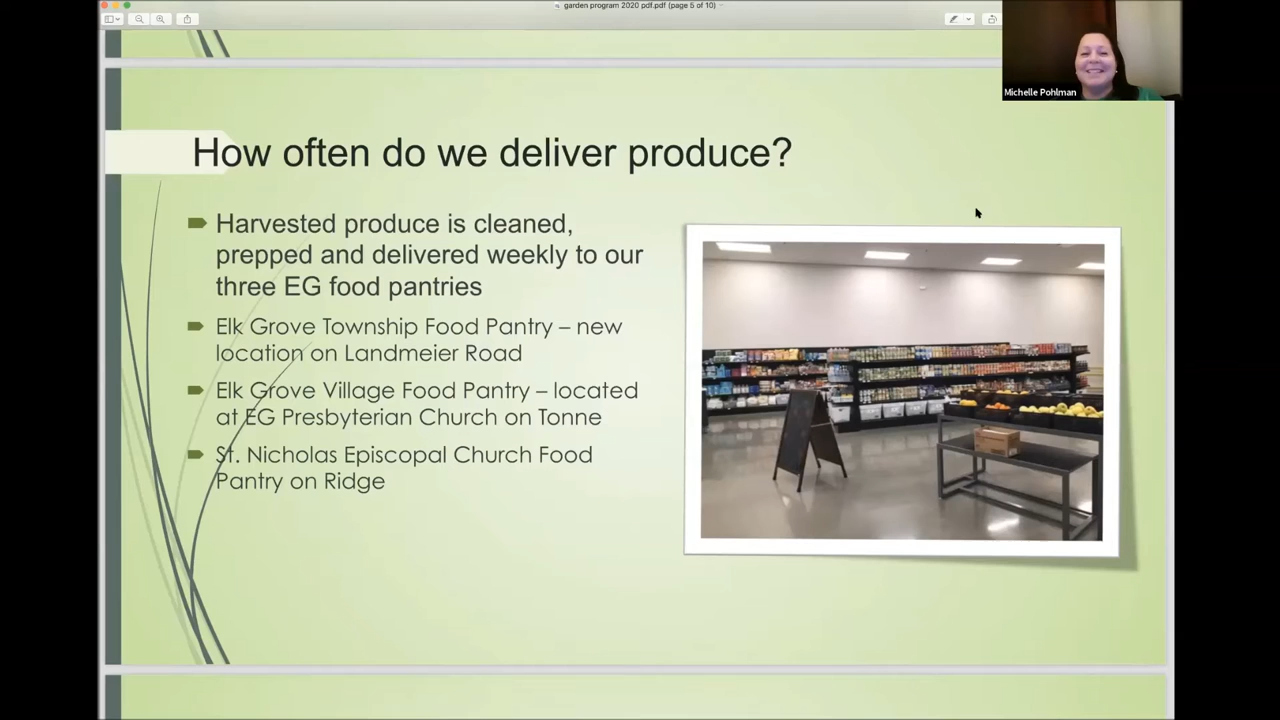 garden program 2020 pdf.pdf (page 5 of 10)
Michelle Pohlman
How often do we deliver produce?
Harvested produce is cleaned,
prepped and delivered weekly to our
three EG food pantries
Elk Grove Township Food Pantry – new
location on Landmeier Road
Elk Grove Village Food Pantry – located
at EG Presbyterian Church on Tonne
St. Nicholas Episcopal Church Food
Pantry on Ridge